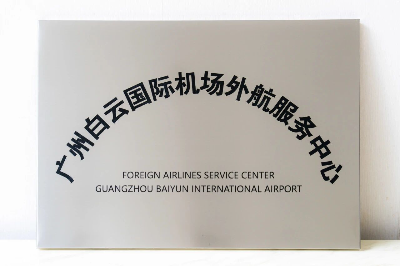 广州白云国际机场外航服务中心
FOREIGN AIRLINES SERVICE CENTER
GUANGZHOU BAIYUN INTERNATIONAL AIRPORT